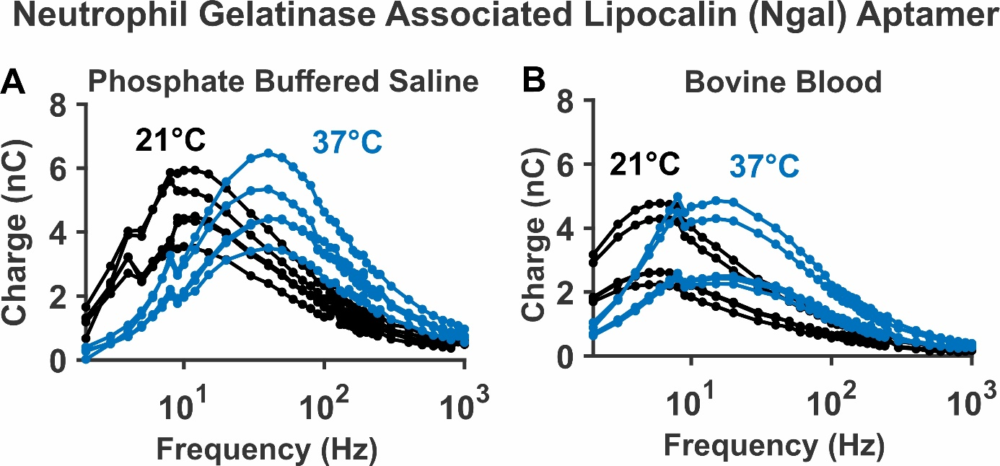 Neutrophil Gelatinase Associated Lipocalin (Ngal) Aptamer
A
Phosphate Buffered Saline
8
6
4
2
0
Charge (nC)
21°C
37°C
10¹
10²
10³
Frequency (Hz)
B
Bovine Blood
8
6
4
2
0
Charge (nC)
21°C
37°C
10¹
10²
10³
Frequency (Hz)